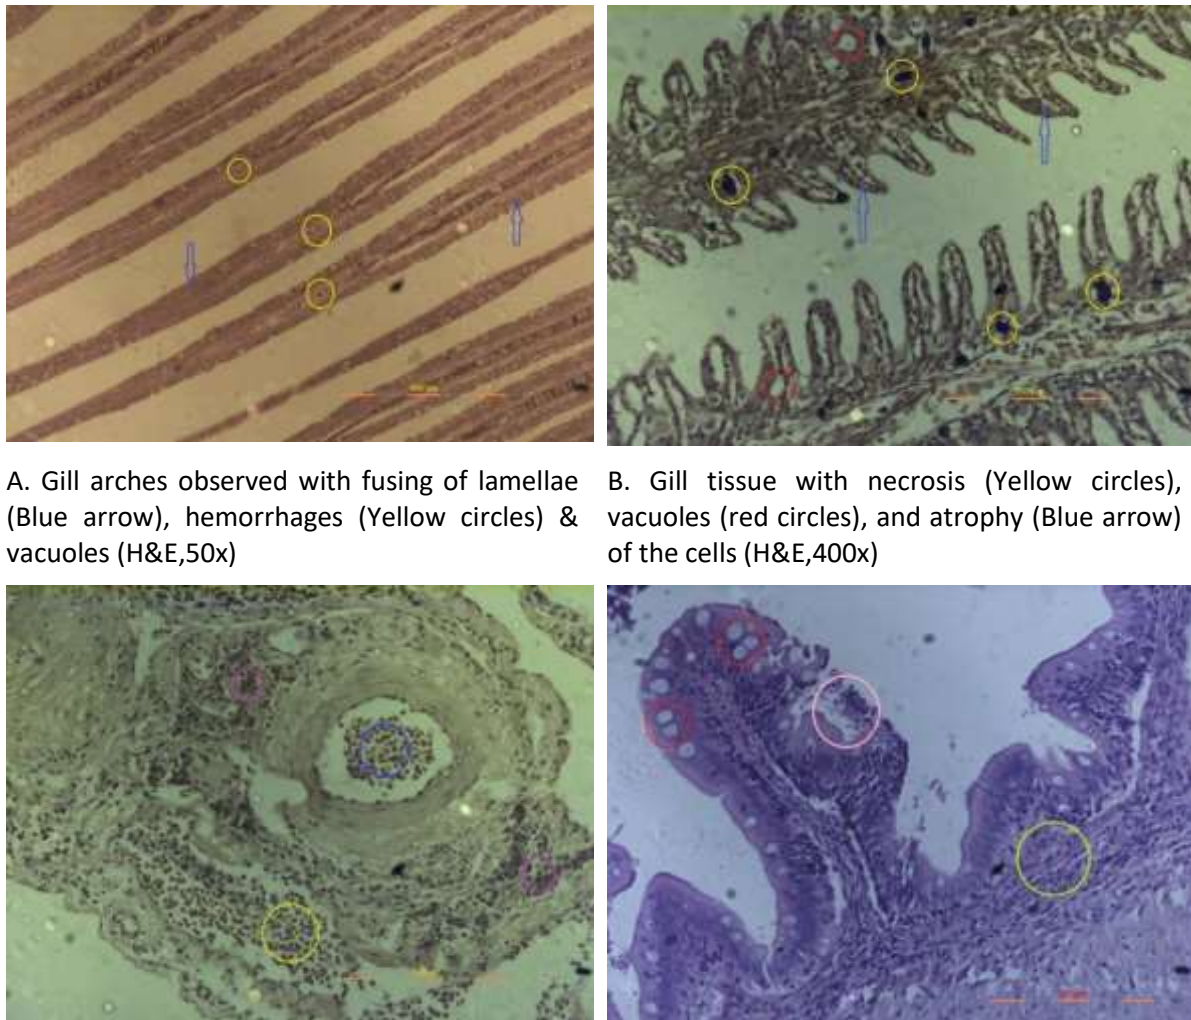 A. Gill arches observed with fusing of lamellae
(Blue arrow), hemorrhages (Yellow circles) &
vacuoles (H&E,50x)
B. Gill tissue with necrosis (Yellow circles),
vacuoles (red circles), and atrophy (Blue arrow)
of the cells (H&E,400x)